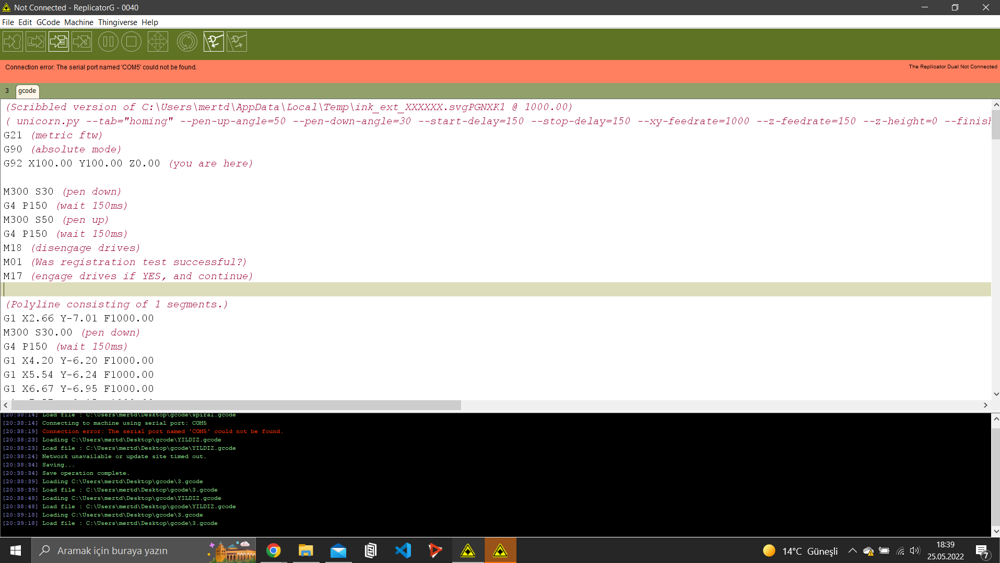 Not Connected - ReplicatorG - 0040
File Edit GCode Machine Thingiverse Help
Connection error: The serial port named 'COM5' could not be found.
The Replicator Dual Not Connected
3 gcode
(Scribbled version of C:\Users\mertd\AppData\Local\Temp\ink_ext_XXXXXX.svgPGNXK1 @ 1000.00)
( unicorn.py --tab="homing" --pen-up-angle=50 --pen-down-angle=30 --start-delay=150 --stop-delay=150 --xy-feedrate=1000 --z-feedrate=150 --z-height=0 --finish
G21 (metric ftw)
G90 (absolute mode)
G92 X100.00 Y100.00 Z0.00 (you are here)
M300 S30 (pen down)
G4 P150 (wait 150ms)
M300 S50 (pen up)
G4 P150 (wait 150ms)
M18 (disengage drives)
M01 (Was registration test successful?)
M17 (engage drives if YES, and continue)
(Polyline consisting of 1 segments.)
G1 X2.66 Y-7.01 F1000.00
M300 S30.00 (pen down)
G4 P150 (wait 150ms)
G1 X4.20 Y-6.20 F1000.00
G1 X5.54 Y-6.24 F1000.00
G1 X6.67 Y-6.95 F1000.00
[20:38:14] Load file : C:\Users\mertd\Desktop\gcode\spiral.gcode
[20:38:14] Connecting to machine using serial port: COM5
[20:38:19] Connection error: The serial port named 'COM5' could not be found.
[20:38:23] Loading C:\Users\mertd\Desktop\gcode\YILDIZ.gcode
[20:38:23] Load file : C:\Users\mertd\Desktop\gcode\YILDIZ.gcode
[20:38:24] Network unavailable or update site timed out.
[20:38:34] Saving...
[20:38:34] Save operation complete.
[20:38:39] Loading C:\Users\mertd\Desktop\gcode\3.gcode
[20:38:39] Load file : C:\Users\mertd\Desktop\gcode\3.gcode
[20:38:48] Loading C:\Users\mertd\Desktop\gcode\YILDIZ.gcode
[20:38:48] Load file : C:\Users\mertd\Desktop\gcode\YILDIZ.gcode
[20:39:18] Loading C:\Users\mertd\Desktop\gcode\3.gcode
[20:39:18] Load file : C:\Users\mertd\Desktop\gcode\3.gcode
Aramak için buraya yazın
14°C Güneşli
18:39
25.05.2022
7